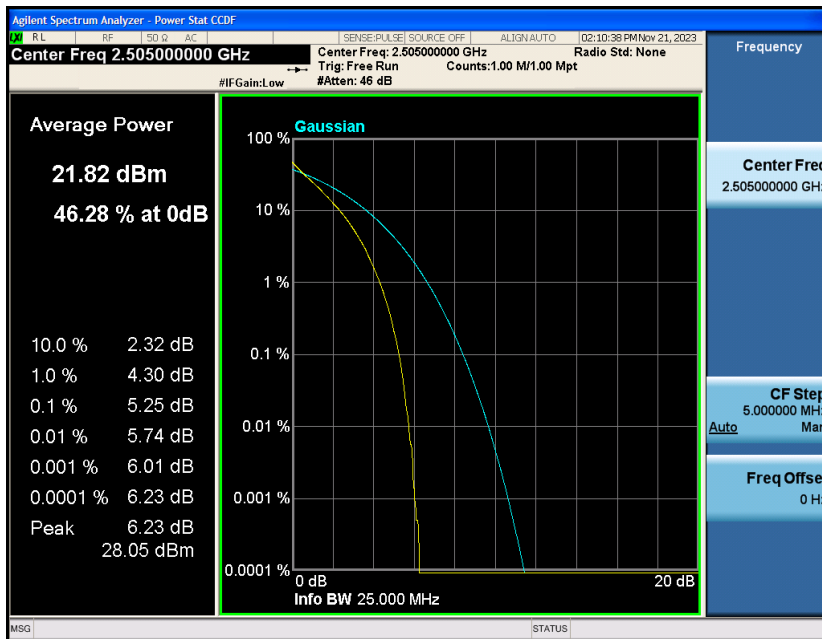 Agilent Spectrum Analyzer - Power Stat CCDF
LXI RL RF 50 Ω AC SENSE:PULSE SOURCE OFF ALIGN AUTO 02:10:38 PM Nov 21, 2023
Center Freq 2.505000000 GHz
Center Freq: 2.505000000 GHz
Radio Std: None
Trig: Free Run
Counts:1.00 M/1.00 Mpt
#IFGain:Low
#Atten: 46 dB
Average Power
21.82 dBm
46.28 % at 0dB
10.0 % 2.32 dB
1.0 % 4.30 dB
0.1 % 5.25 dB
0.01 % 5.74 dB
0.001 % 6.01 dB
0.0001 % 6.23 dB
Peak 6.23 dB
28.05 dBm
Gaussian
100 %
10 %
1 %
0.1 %
0.01 %
0.001 %
0.0001 %
0 dB
20 dB
Info BW 25.000 MHz
Frequency
Center Freq
2.505000000 GHz
CF Step
5.000000 MHz
Auto Man
Freq Offse
0 Hz
MSG
STATUS